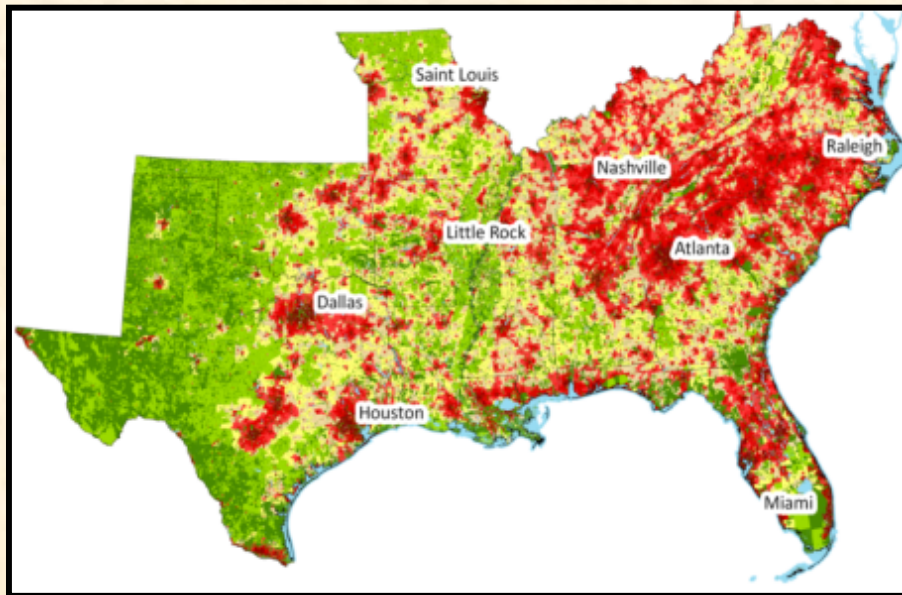 Saint Louis
Raleigh
Nashville
Little Rock
Atlanta
Dallas
Houston
Miami